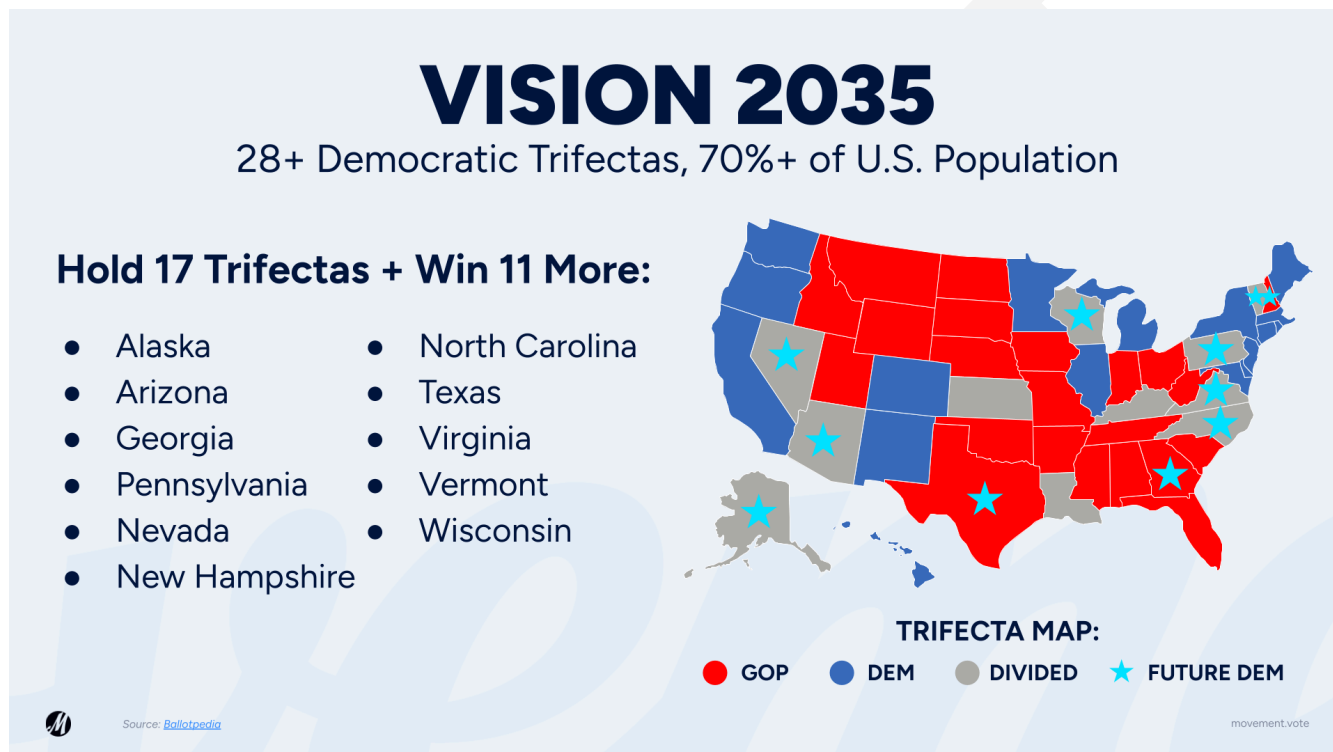 VISION 2035
28+ Democratic Trifectas, 70%+ of U.S. Population
Hold 17 Trifectas + Win 11 More:
● Alaska
● Arizona
● Georgia
● Pennsylvania
● Nevada
● New Hampshire
● North Carolina
● Texas
● Virginia
● Vermont
● Wisconsin
TRIFECTA MAP:
GOP DEM DIVIDED FUTURE DEM
M
Source: Ballotpedia
movement.vote